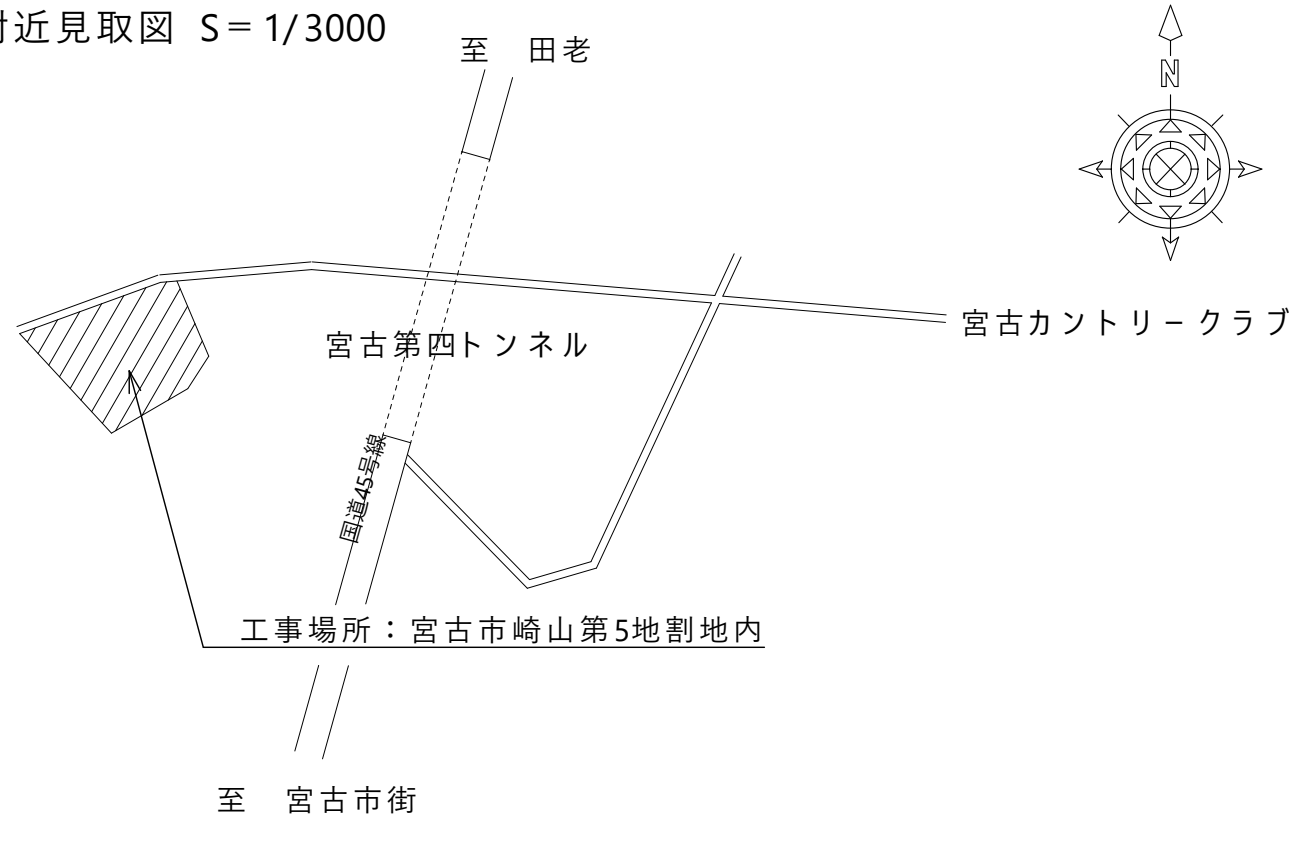 付近見取図 S=1/3000
至 田老
N
宮古カントリークラブ
宮古第四トンネル
国道45号線
工事場所：宮古市崎山第5地割地内
至 宮古市街